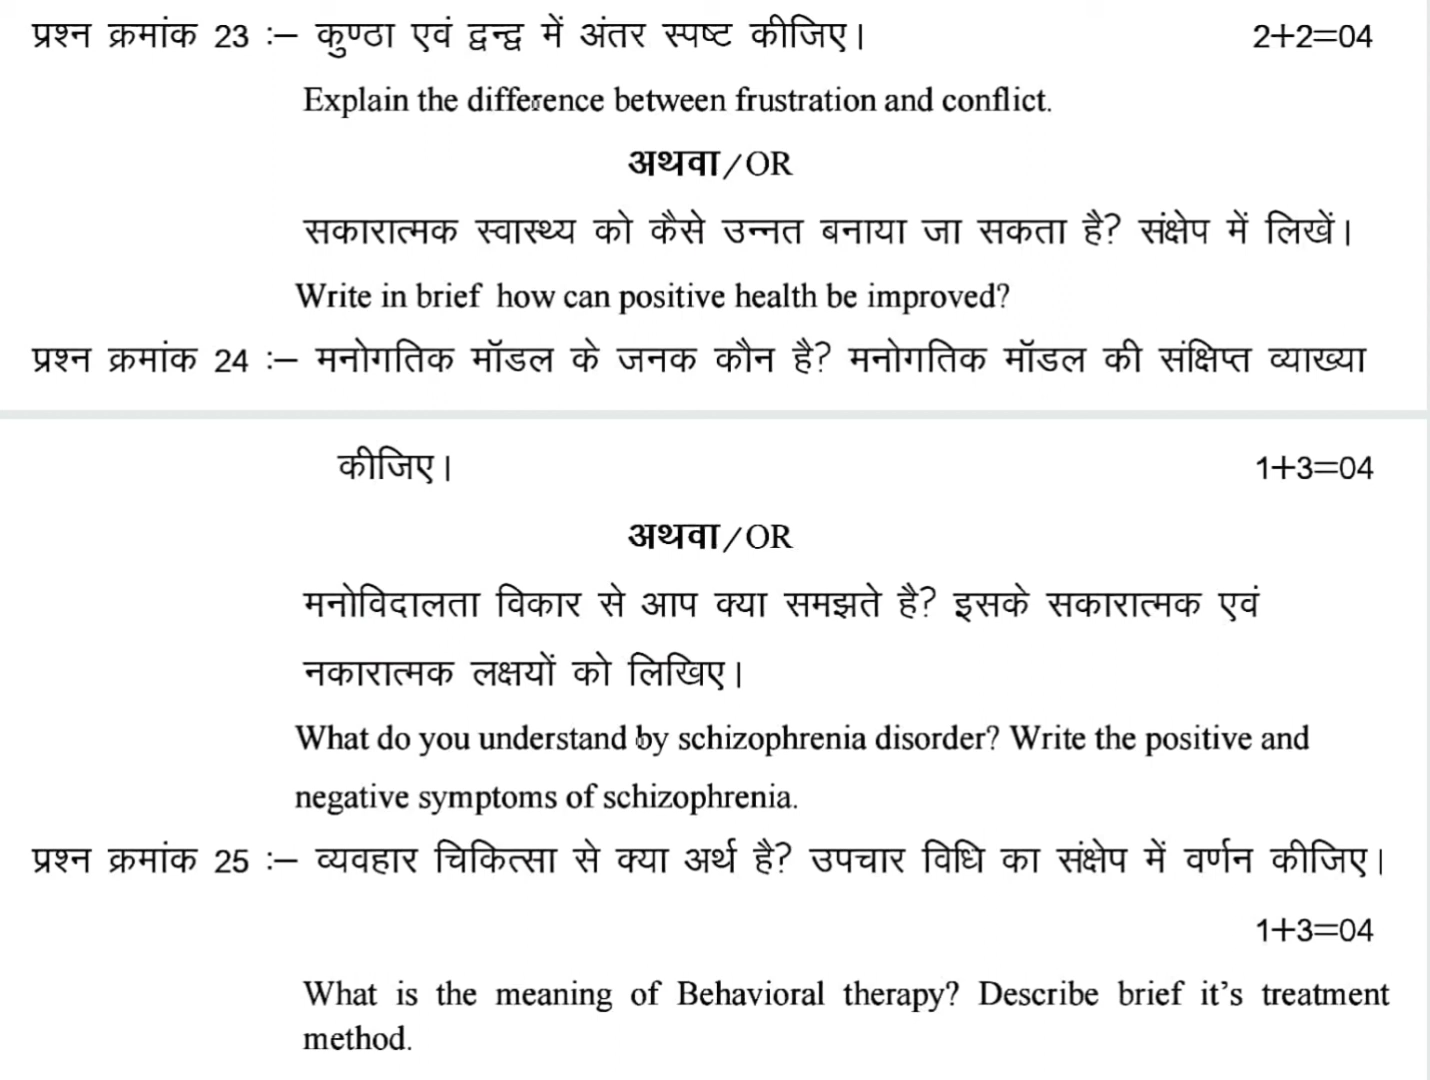 प्रश्न क्रमांक 23 :– कुण्ठा एवं द्वन्द्व में अंतर स्पष्ट कीजिए। 2+2=04
Explain the difference between frustration and conflict.
अथवा/OR
सकारात्मक स्वास्थ्य को कैसे उन्नत बनाया जा सकता है? संक्षेप में लिखें।
Write in brief how can positive health be improved?
प्रश्न क्रमांक 24 :– मनोगतिक मॉडल के जनक कौन है? मनोगतिक मॉडल की संक्षिप्त व्याख्या
कीजिए। 1+3=04
अथवा/OR
मनोविदालता विकार से आप क्या समझते है? इसके सकारात्मक एवं
नकारात्मक लक्षयों को लिखिए।
What do you understand by schizophrenia disorder? Write the positive and
negative symptoms of schizophrenia.
प्रश्न क्रमांक 25 :– व्यवहार चिकित्सा से क्या अर्थ है? उपचार विधि का संक्षेप में वर्णन कीजिए।
1+3=04
What is the meaning of Behavioral therapy? Describe brief it's treatment
method.